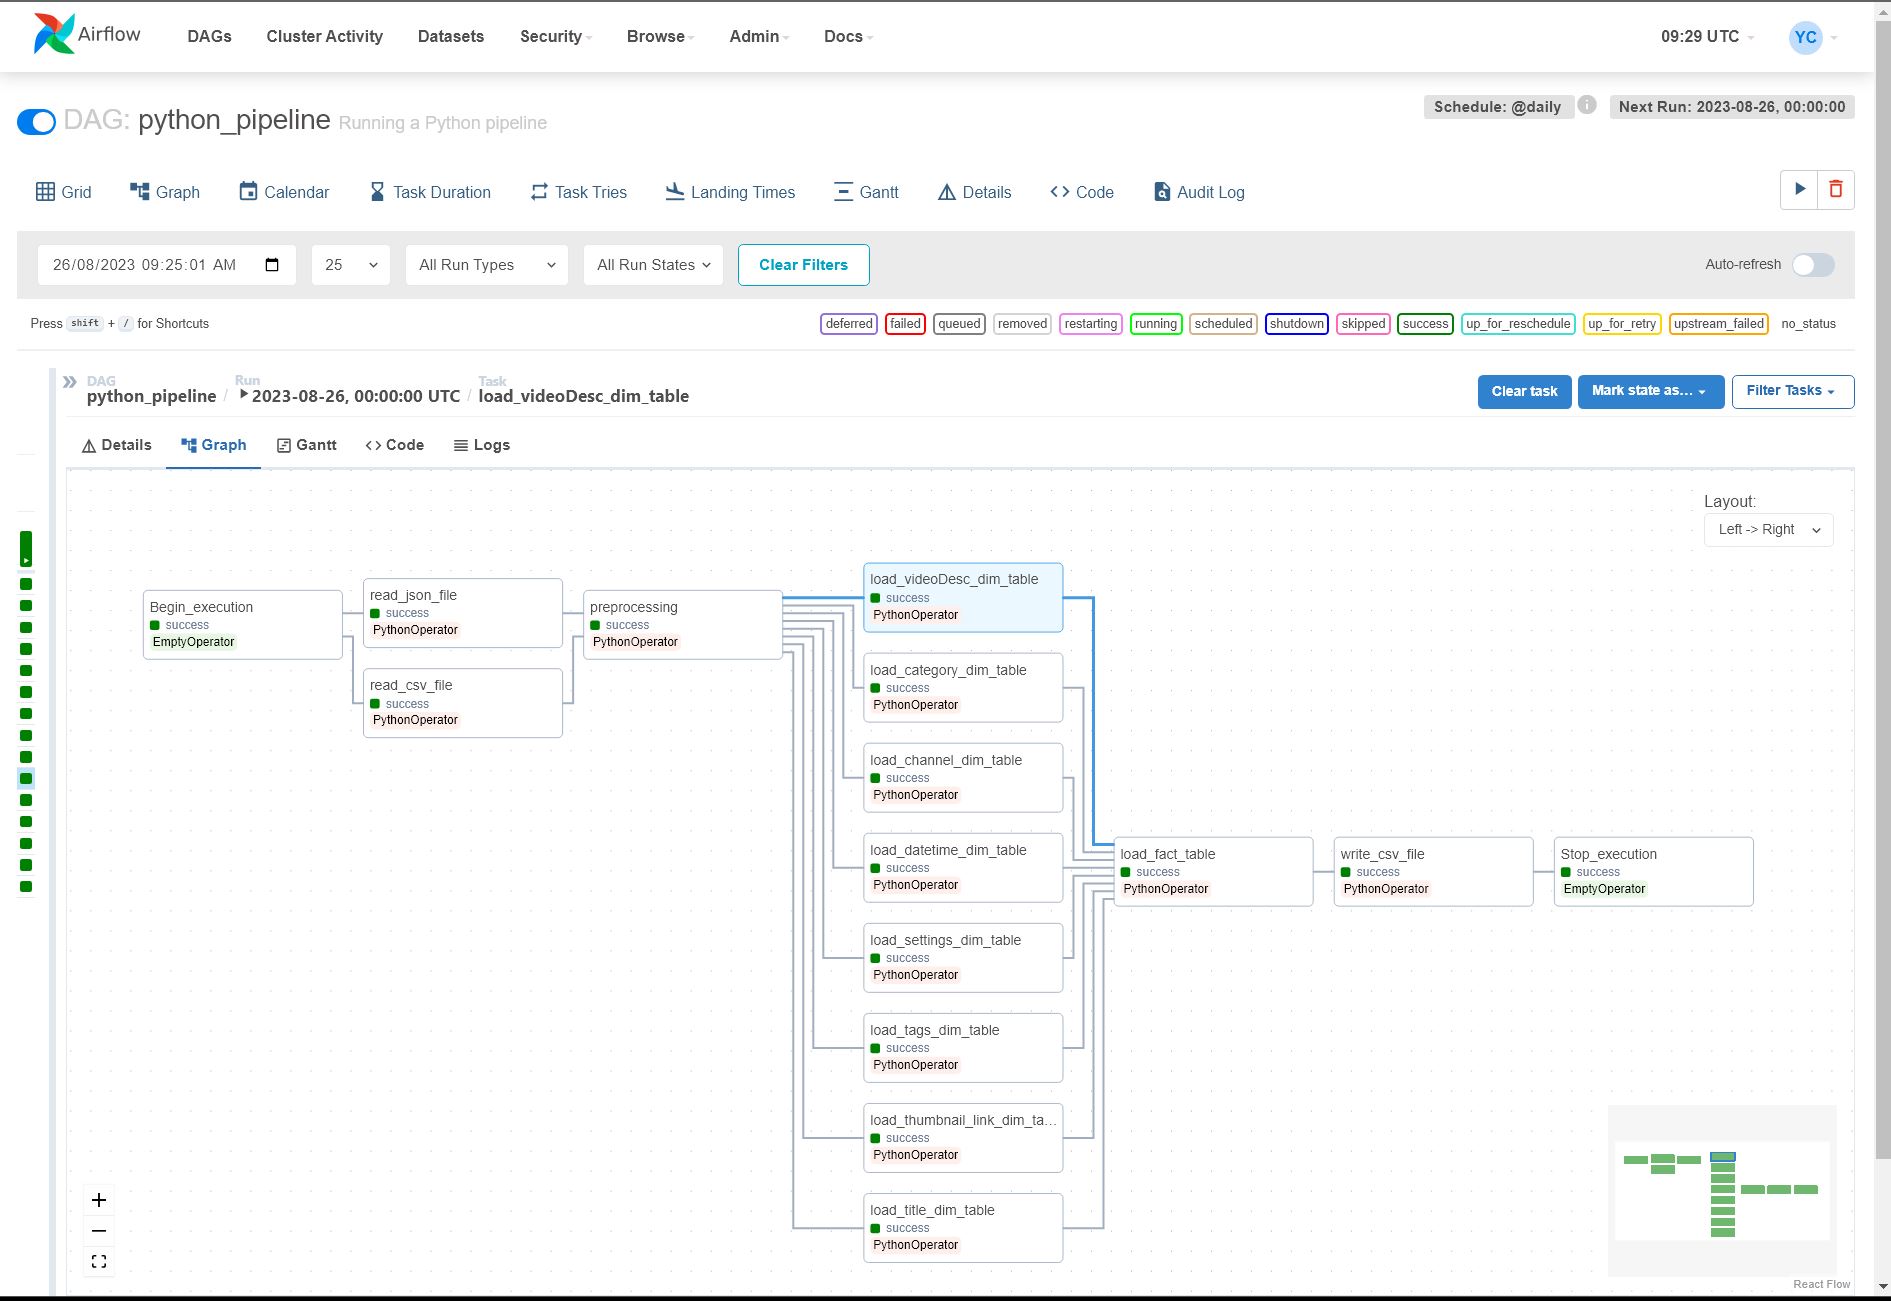 Airflow DAGs Cluster Activity Datasets Security Browse Admin Docs 09:29 UTC YC
DAG: python_pipeline Running a Python pipeline
Schedule: @daily i Next Run: 2023-08-26, 00:00:00
Grid Graph Calendar Task Duration Task Tries Landing Times Gantt Details Code Audit Log
26/08/2023 09:25:01 AM 25 All Run Types All Run States Clear Filters Auto-refresh
Press shift + / for Shortcuts
deferred failed queued removed restarting running scheduled shutdown skipped success up_for_reschedule up_for_retry upstream_failed no_status
DAG
python_pipeline
/
Run
2023-08-26, 00:00:00 UTC
/
Task
load_videoDesc_dim_table
Clear task Mark state as... Filter Tasks
Details Graph Gantt Code Logs
Layout:
Left -> Right
Begin_execution
success
EmptyOperator
read_json_file
success
PythonOperator
read_csv_file
success
PythonOperator
preprocessing
success
PythonOperator
load_videoDesc_dim_table
success
PythonOperator
load_category_dim_table
success
PythonOperator
load_channel_dim_table
success
PythonOperator
load_datetime_dim_table
success
PythonOperator
load_settings_dim_table
success
PythonOperator
load_tags_dim_table
success
PythonOperator
load_thumbnail_link_dim_ta...
success
PythonOperator
load_title_dim_table
success
PythonOperator
load_fact_table
success
PythonOperator
write_csv_file
success
PythonOperator
Stop_execution
success
EmptyOperator
React Flow